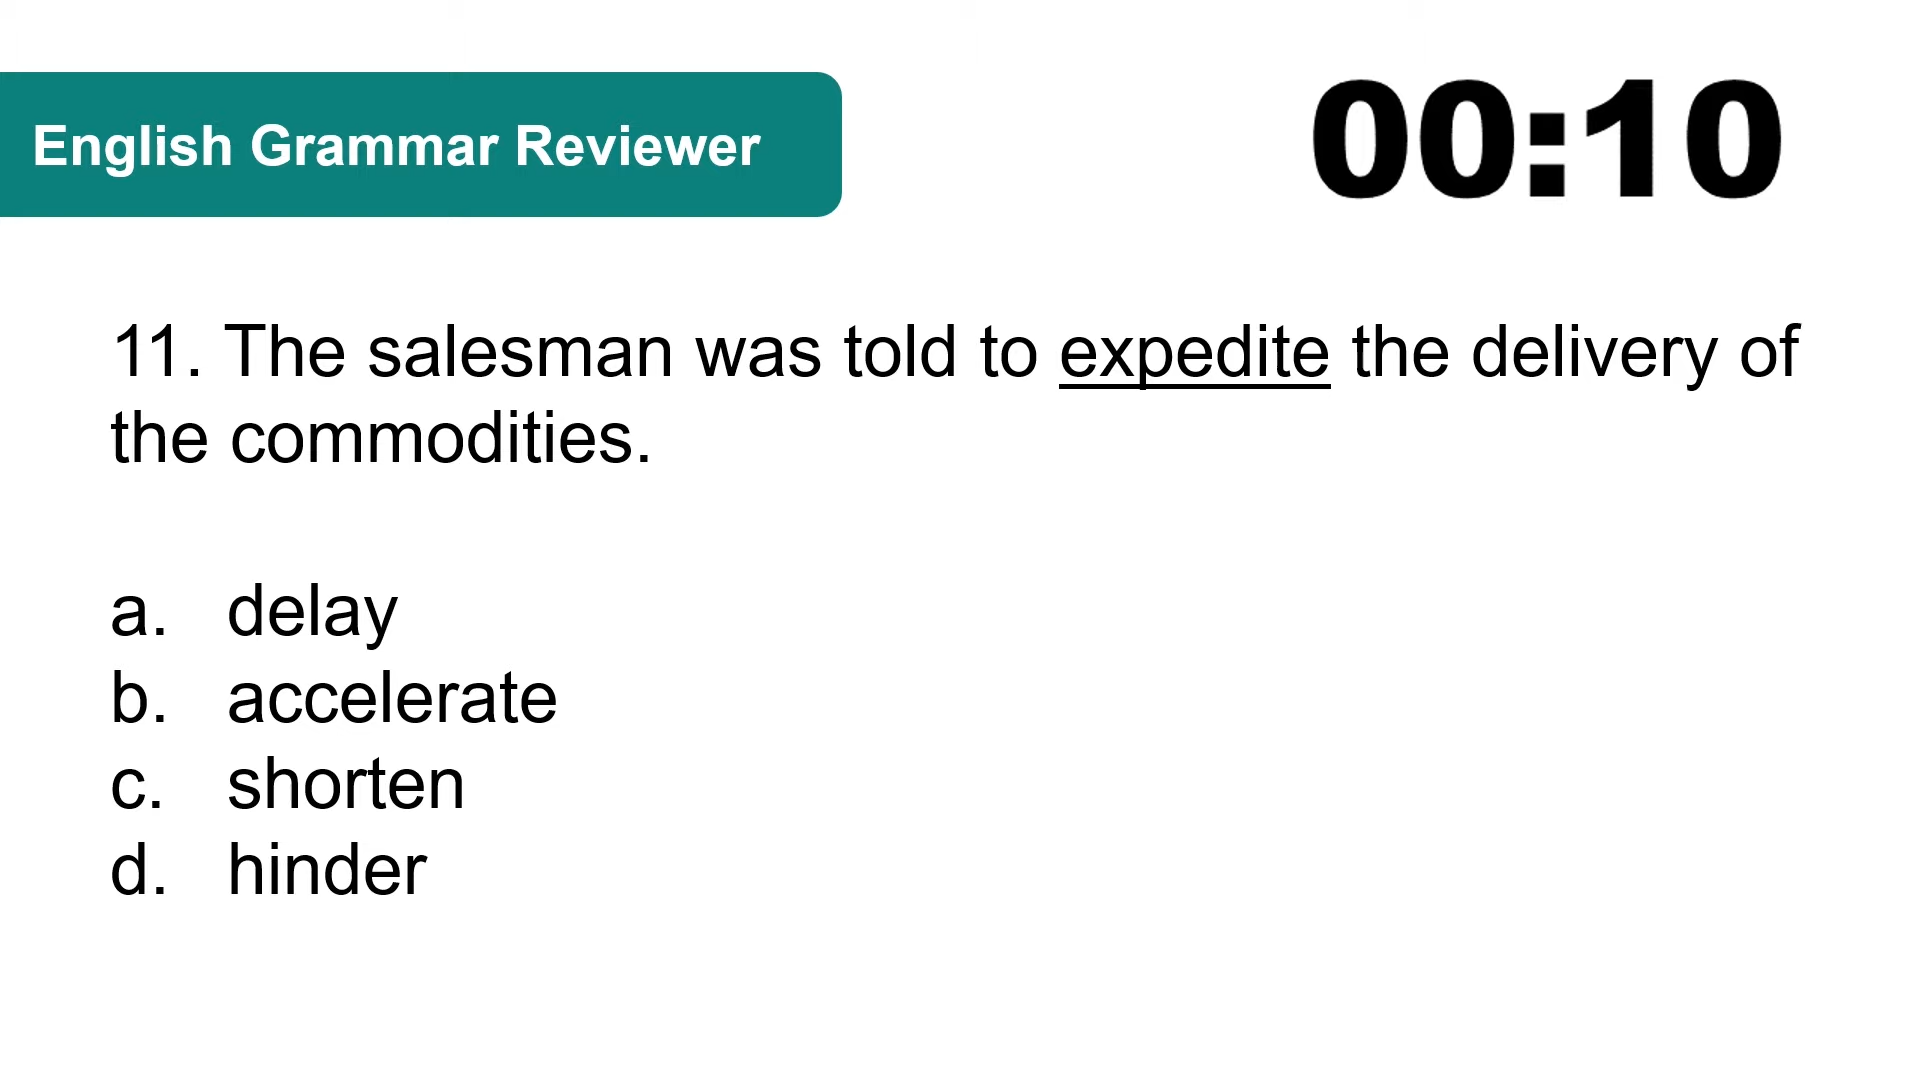 English Grammar Reviewer
00:10
11. The salesman was told to expedite the delivery of
the commodities.
a. delay
b. accelerate
c. shorten
d. hinder